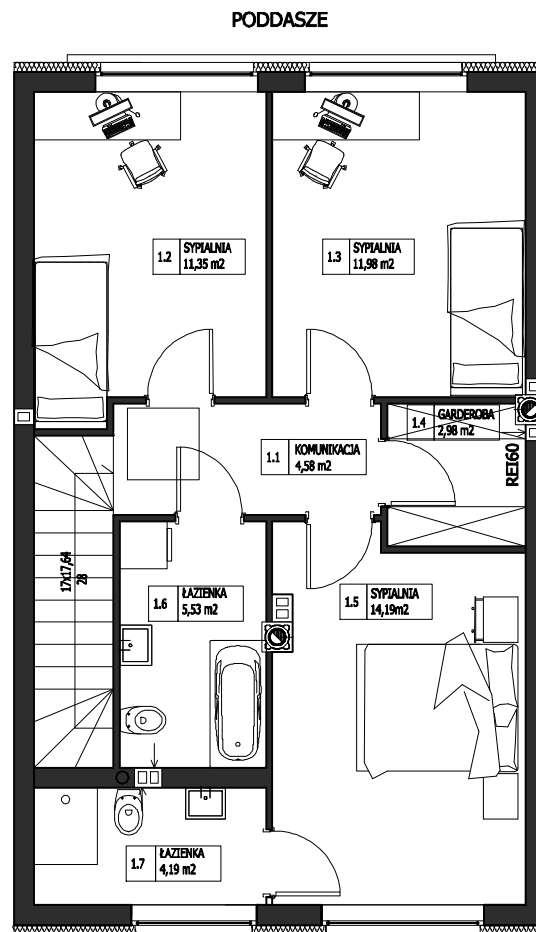 PODDASZE
1.2 SYPIALNIA
11,35 m2
1.3 SYPIALNIA
11,98 m2
1.4 GARDEROBA
2,98 m2
1.1 KOMUNIKACJA
4,58 m2
REI60
17x17,64
28
1.6 ŁAZIENKA
5,53 m2
1.5 SYPIALNIA
14,19m2
1.7 ŁAZIENKA
4,19 m2